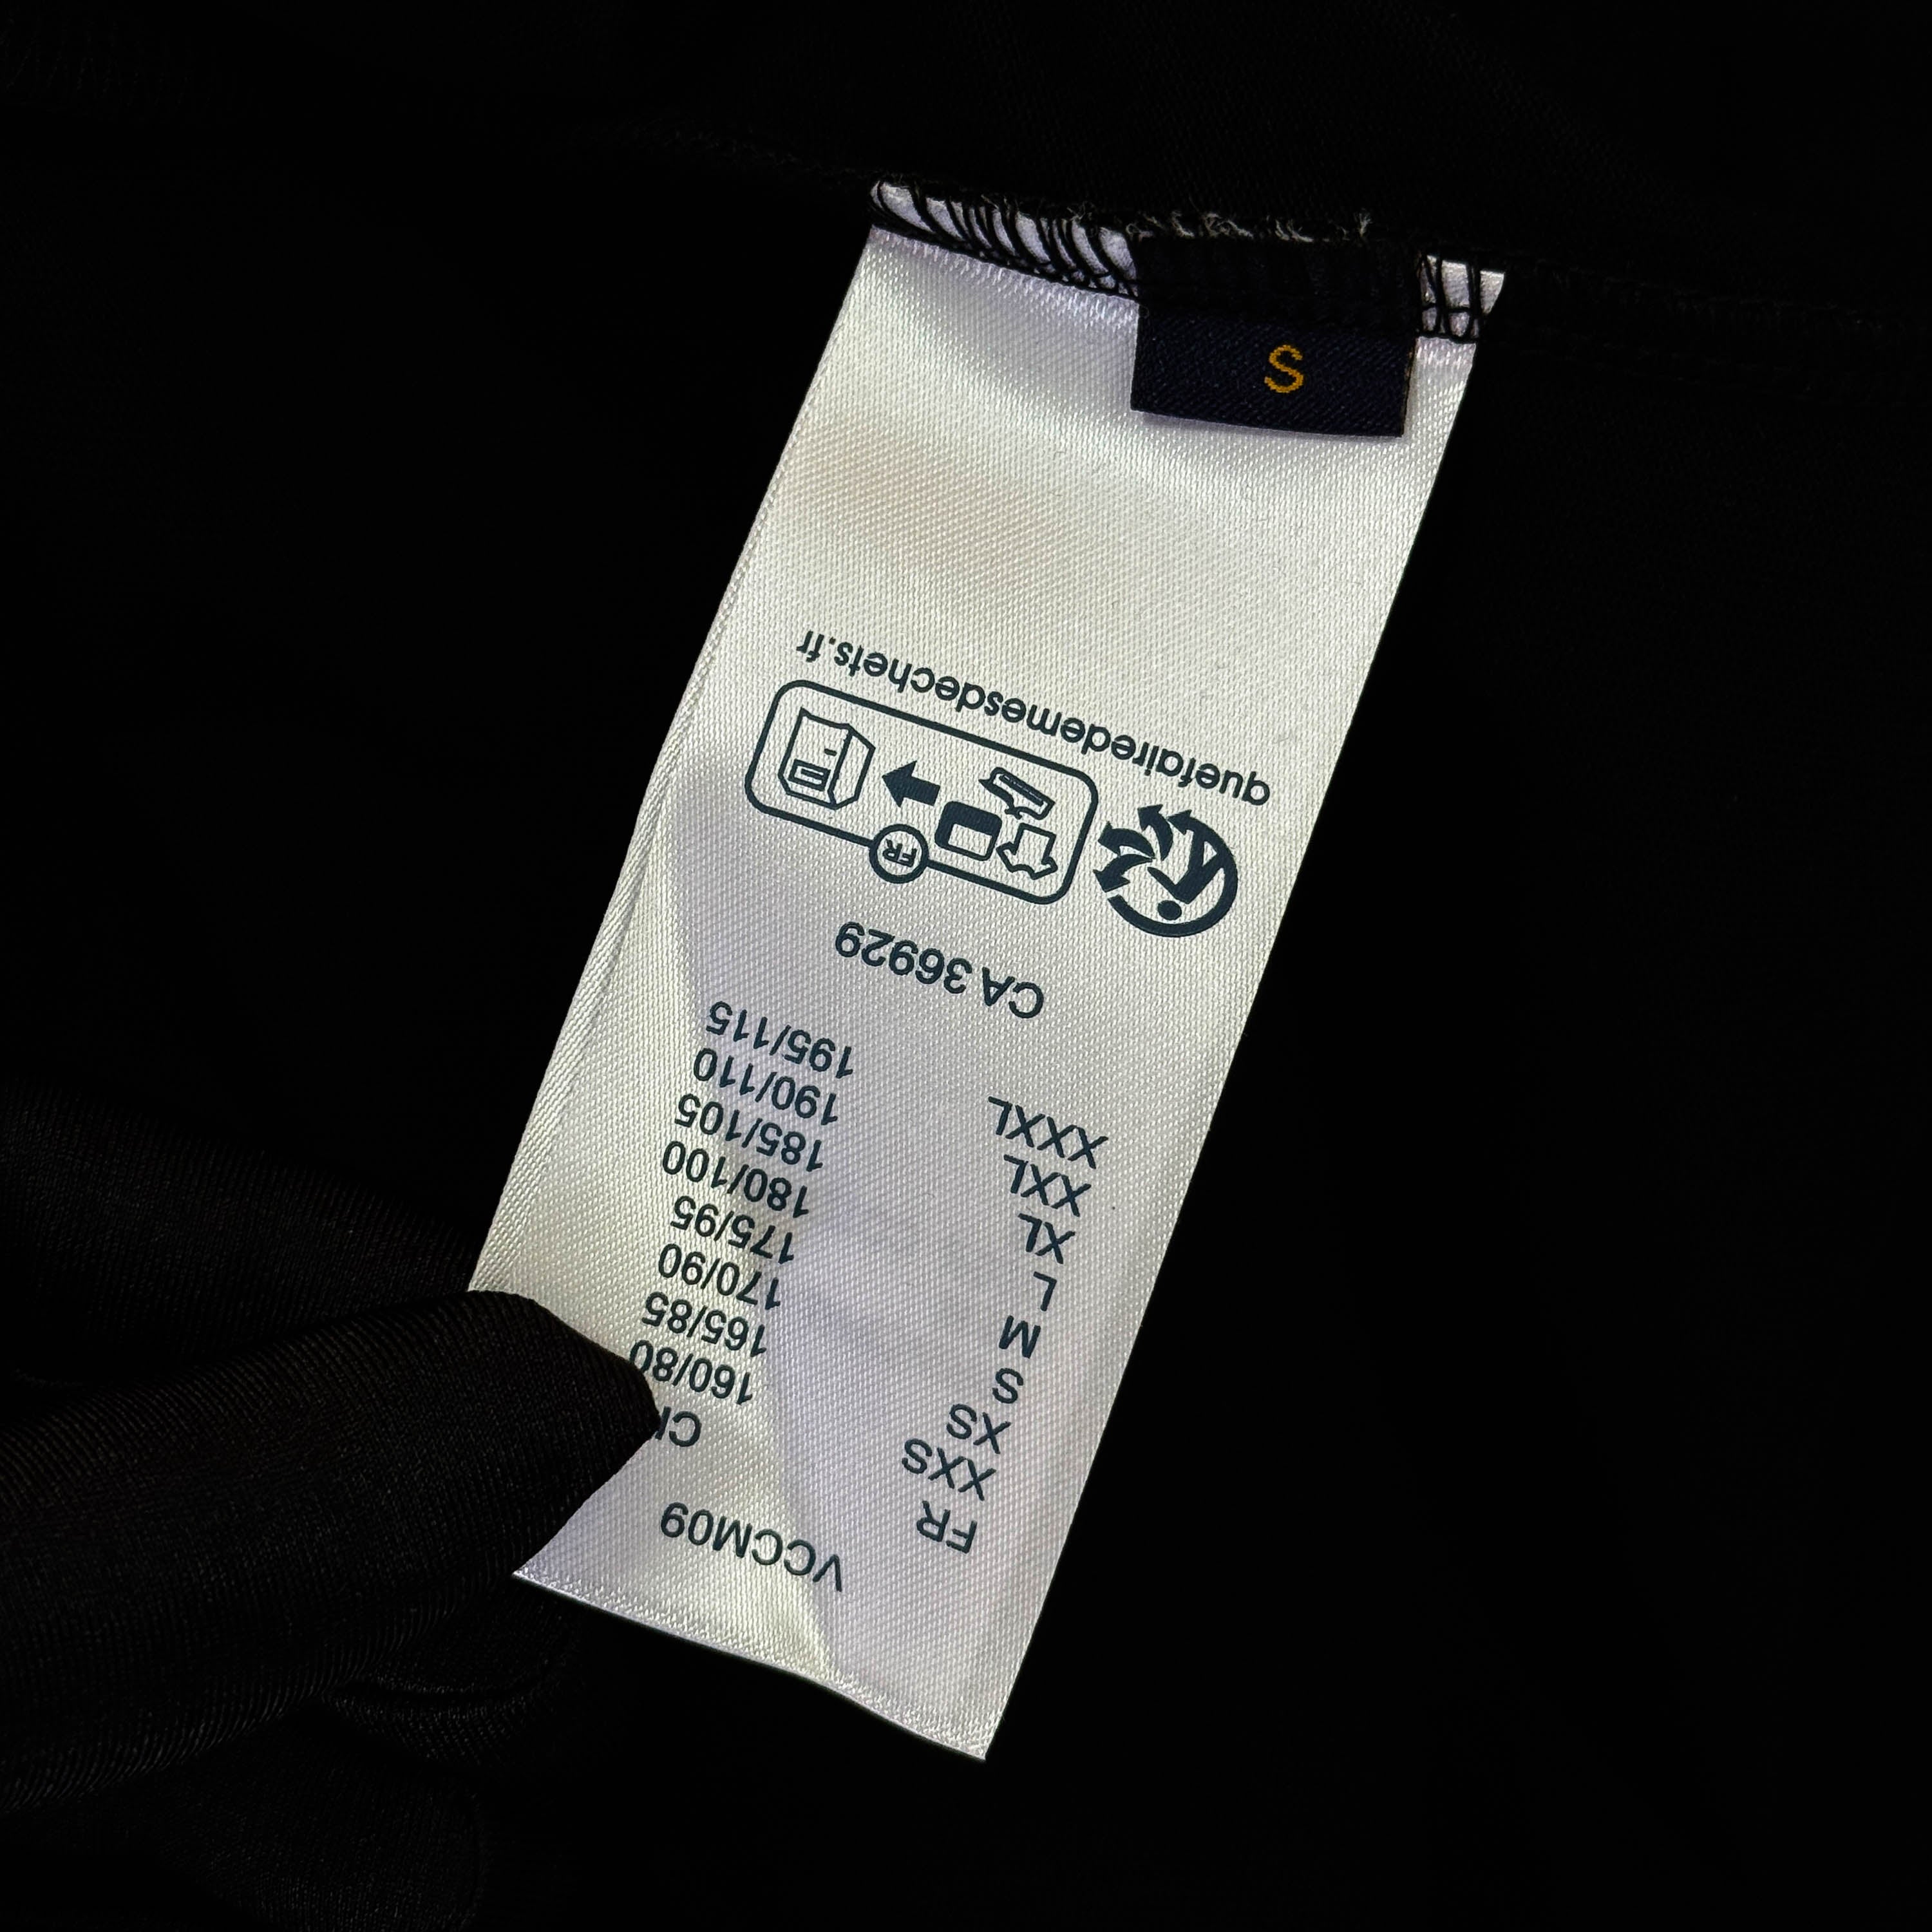 S
VCCM09
FR
XXS 160/80
XS 165/85
S 170/90
M 175/95
L 180/100
XL 185/105
XXL 190/110
XXXL 195/115
CA 36929
FR
quefairedemesdechets.fr